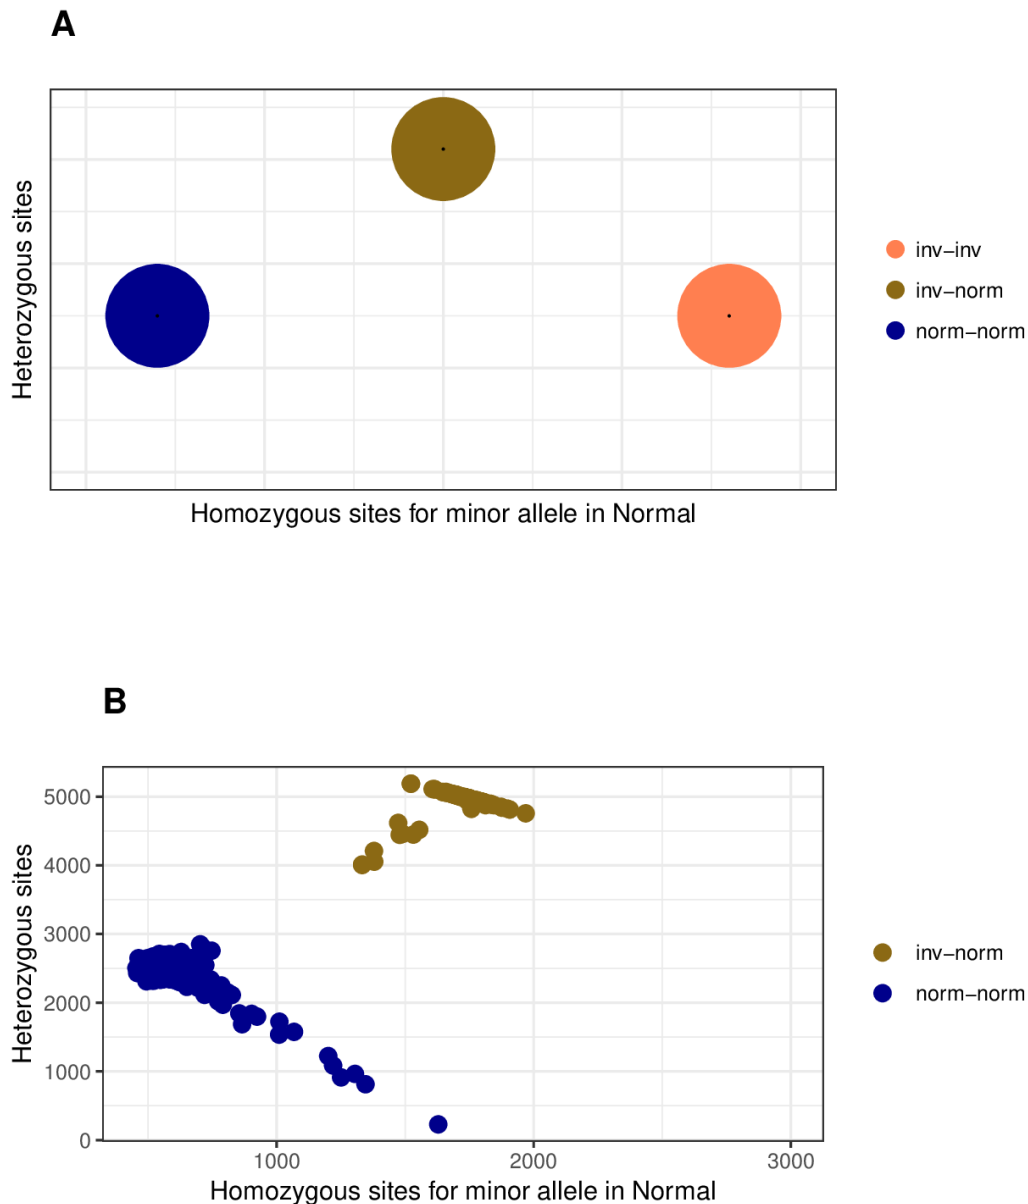 A
Heterozygous sites
inv−inv
inv−norm
norm−norm
Homozygous sites for minor allele in Normal
B
5000
4000
3000
2000
1000
0
Heterozygous sites
inv−norm
norm−norm
1000 2000 3000
Homozygous sites for minor allele in Normal